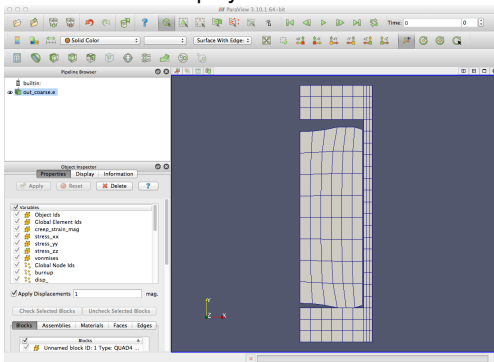 ParaView 3.10.1 64-bit
Time: 0
0
Solid Color
Surface With Edges
Pipeline Browser
builtin:
out_coarse.e
Object Inspector
Properties Display Information
Apply Reset Delete ?
Variables
Object Ids
Global Element Ids
creep_strain_mag
stress_xx
stress_yy
stress_zz
vonmises
Global Node Ids
burnup
disp_
Apply Displacements 1 mag.
Check Selected Blocks Uncheck Selected Blocks
Blocks Assemblies Materials Faces Edges
Blocks
Unnamed block ID: 1 Type: QUAD4 ...
Y
Z X